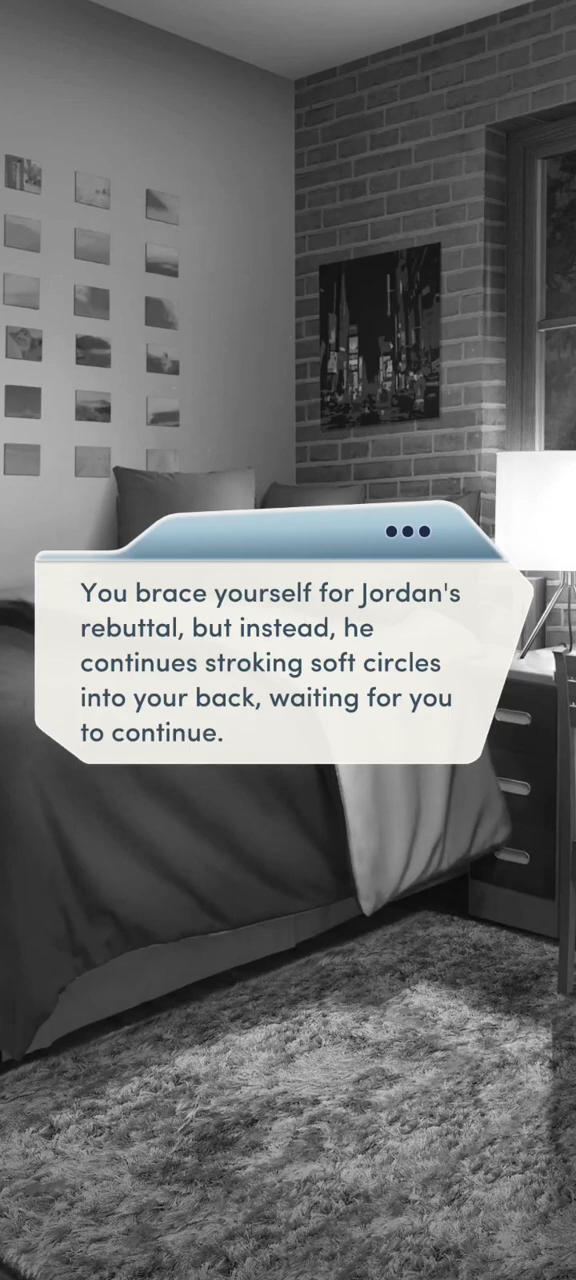 You brace yourself for Jordan's
rebuttal, but instead, he
continues stroking soft circles
into your back, waiting for you
to continue.